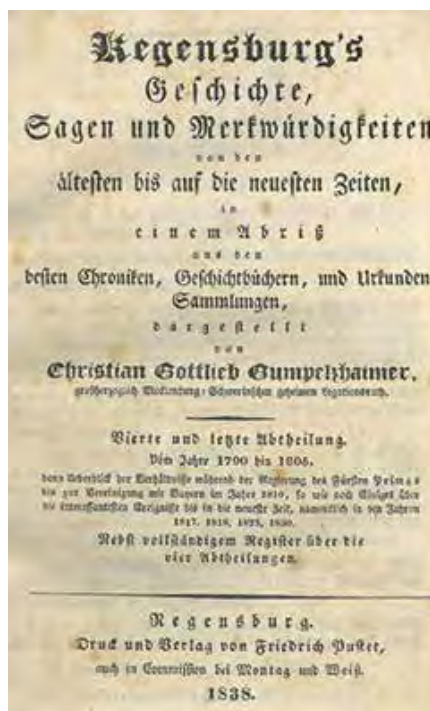 Regensburg's
Geschichte,
Sagen und Merkwürdigkeiten
von den
ältesten bis auf die neuesten Zeiten,
in
einem Abriß
aus den
besten Chroniken, Geschichtbüchern, und Urkunden
Sammlungen,
dargestellt
von
Christian Gottlieb Gumpelzhaimer,
großherzoglich Mecklenburg-Schwerinschen geheimen Legationsrath.
Vierte und letzte Abtheilung.
Vom Jahre 1790 bis 1805.
dann Ueberblick der Verhältnisse während der Regierung des Fürsten Primas
bis zur Vereinigung mit Bayern im Jahre 1810, so wie noch Einiges über
die interessantesten Ereignisse bis in die neueste Zeit, namentlich in den Jahren
1817, 1818, 1825, 1830.
Nebst vollständigem Register über die
vier Abtheilungen.
Regensburg.
Druck und Verlag von Friedrich Pustet,
auch in Commission bei Montag und Weiß.
1838.